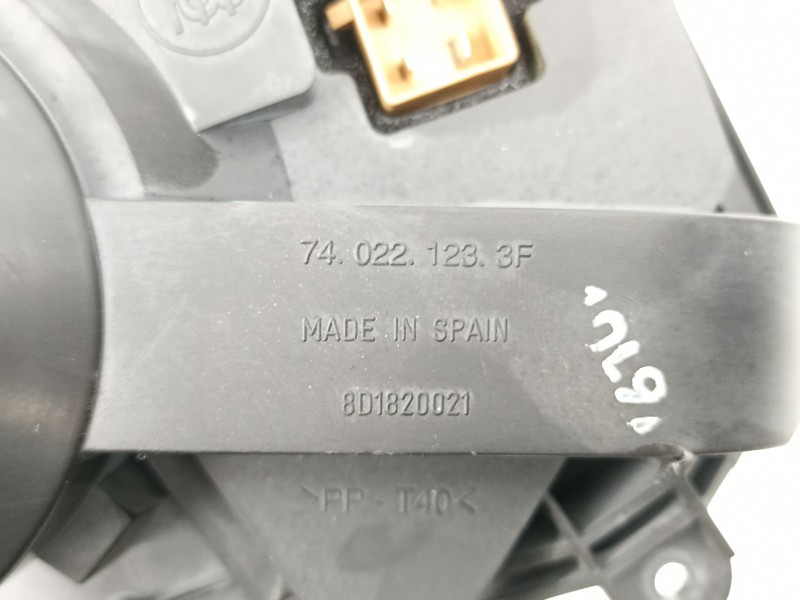 74. 022. 123. 3F
MADE IN SPAIN
8D1820021
>PP - T40<